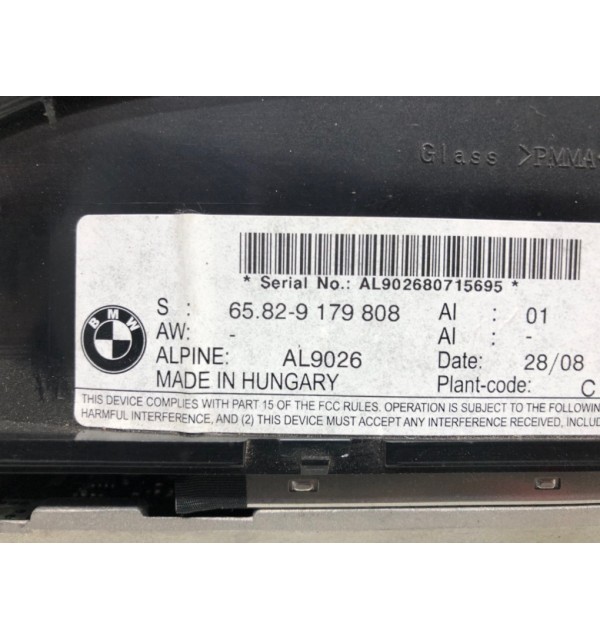 Glass >PMMA<
* Serial No.: AL902680715695 *
BMW
S : 65.82-9 179 808 AI : 01
AW: - AI : -
ALPINE: AL9026 Date: 28/08
MADE IN HUNGARY Plant-code: C
THIS DEVICE COMPLIES WITH PART 15 OF THE FCC RULES. OPERATION IS SUBJECT TO THE FOLLOWING
HARMFUL INTERFERENCE, AND (2) THIS DEVICE MUST ACCEPT ANY INTERFERENCE RECEIVED, INCLUD